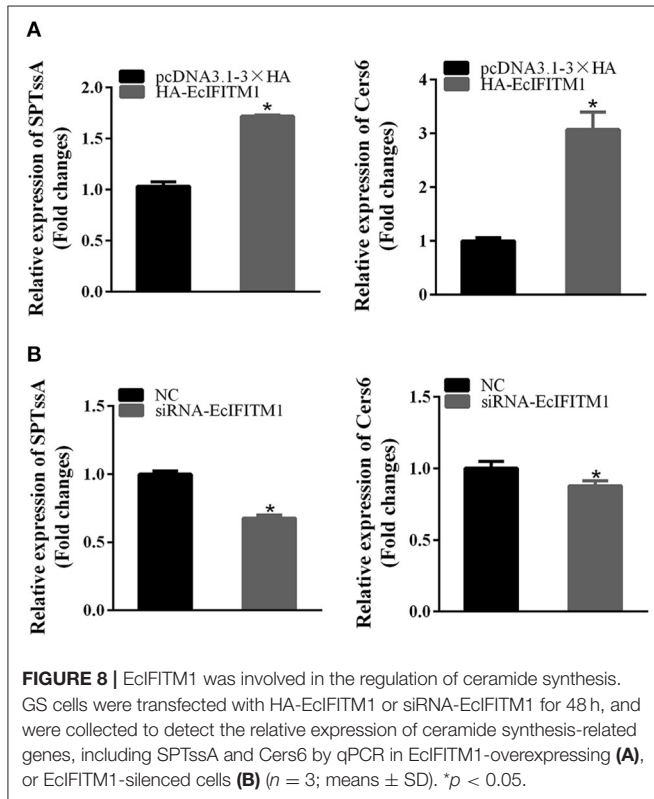 A
pcDNA3.1-3×HA
HA-EcIFITM1
Relative expression of SPTssA
(Fold changes)
2.0
1.5
1.0
0.5
0.0
*
pcDNA3.1-3×HA
HA-EcIFITM1
Relative expression of Cers6
(Fold changes)
4
3
2
1
0
*
B
NC
siRNA-EcIFITM1
Relative expression of SPTssA
(Fold changes)
1.5
1.0
0.5
0.0
*
NC
siRNA-EcIFITM1
Relative expression of Cers6
(Fold changes)
1.5
1.0
0.5
0.0
*
FIGURE 8 | EcIFITM1 was involved in the regulation of ceramide synthesis.
GS cells were transfected with HA-EcIFITM1 or siRNA-EcIFITM1 for 48 h, and
were collected to detect the relative expression of ceramide synthesis-related
genes, including SPTssA and Cers6 by qPCR in EcIFITM1-overexpressing (A),
or EcIFITM1-silenced cells (B) (n = 3; means ± SD). *p < 0.05.